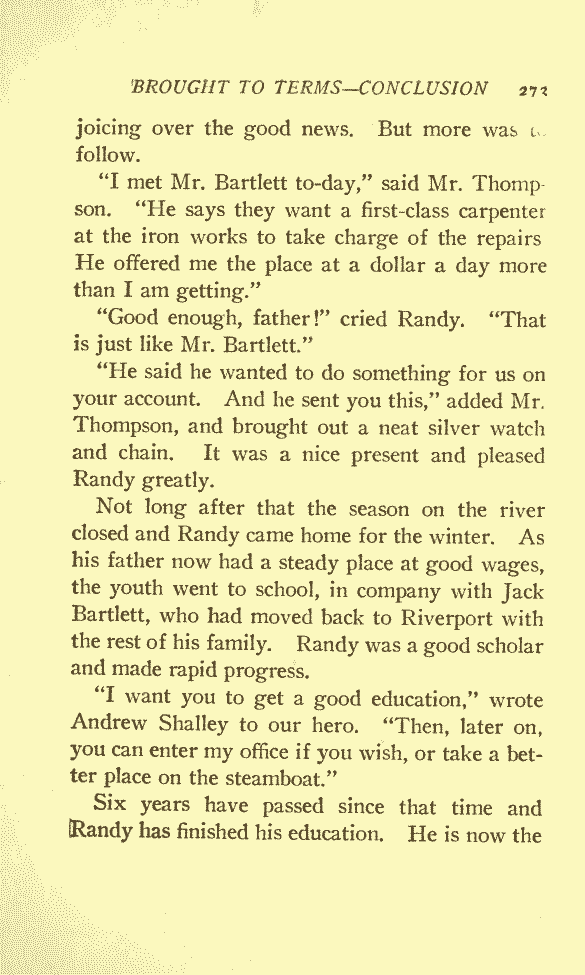 BROUGHT TO TERMS—CONCLUSION 273
joicing over the good news. But more was
follow.
"I met Mr. Bartlett to-day," said Mr. Thomp-
son. "He says they want a first-class carpenter
at the iron works to take charge of the repairs
He offered me the place at a dollar a day more
than I am getting."
"Good enough, father!" cried Randy. "That
is just like Mr. Bartlett."
"He said he wanted to do something for us on
your account. And he sent you this," added Mr.
Thompson, and brought out a neat silver watch
and chain. It was a nice present and pleased
Randy greatly.
Not long after that the season on the river
closed and Randy came home for the winter. As
his father now had a steady place at good wages,
the youth went to school, in company with Jack
Bartlett, who had moved back to Riverport with
the rest of his family. Randy was a good scholar
and made rapid progress.
"I want you to get a good education," wrote
Andrew Shalley to our hero. "Then, later on,
you can enter my office if you wish, or take a bet-
ter place on the steamboat."
Six years have passed since that time and
Randy has finished his education. He is now the